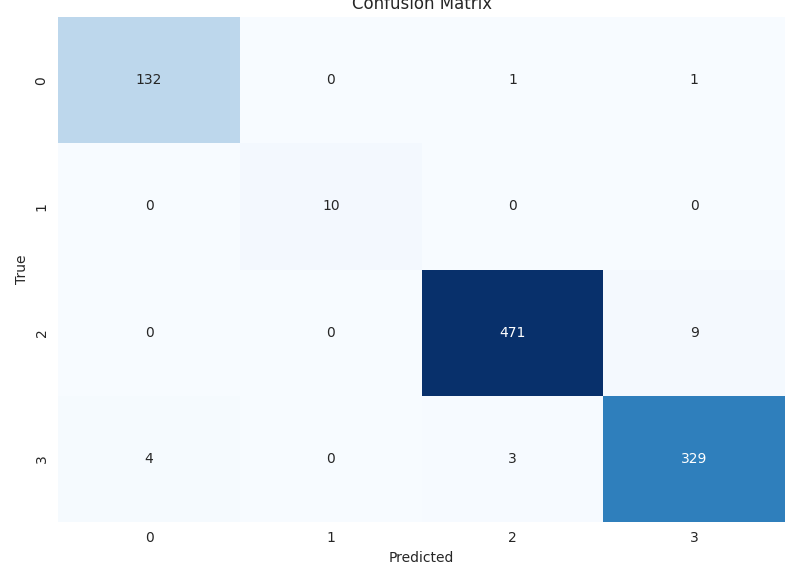 Confusion Matrix
0 132 0 1 1
1 0 10 0 0
True
2 0 0 471 9
3 4 0 3 329
0 1 2 3
Predicted